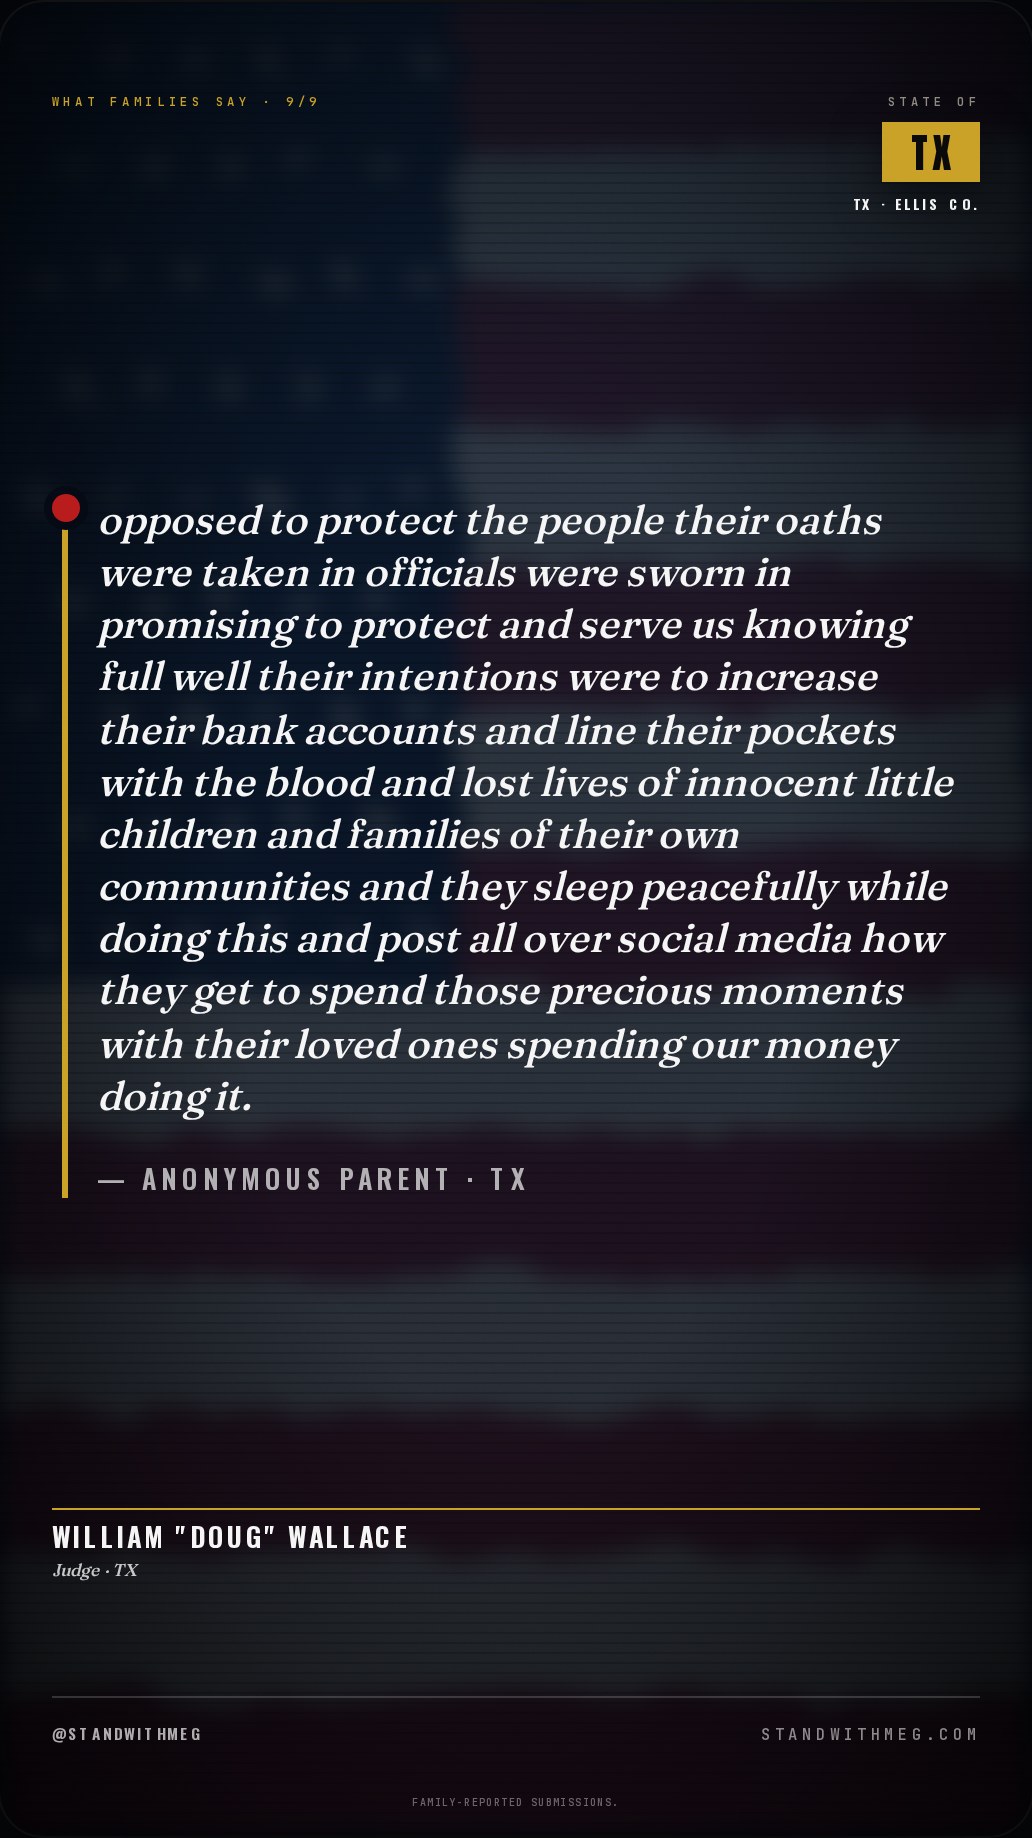 WHAT FAMILIES SAY · 9/9
STATE OF
TX
TX · ELLIS CO.
opposed to protect the people their oaths
were taken in officials were sworn in
promising to protect and serve us knowing
full well their intentions were to increase
their bank accounts and line their pockets
with the blood and lost lives of innocent little
children and families of their own
communities and they sleep peacefully while
doing this and post all over social media how
they get to spend those precious moments
with their loved ones spending our money
doing it.
— ANONYMOUS PARENT · TX
WILLIAM "DOUG" WALLACE
Judge · TX
@STANDWITHMEG
STANDWITHMEG.COM
FAMILY-REPORTED SUBMISSIONS.